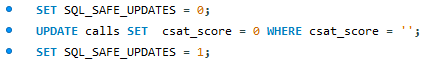 SET SQL_SAFE_UPDATES = 0;
UPDATE calls SET  csat_score = 0 WHERE csat_score = '';
SET SQL_SAFE_UPDATES = 1;